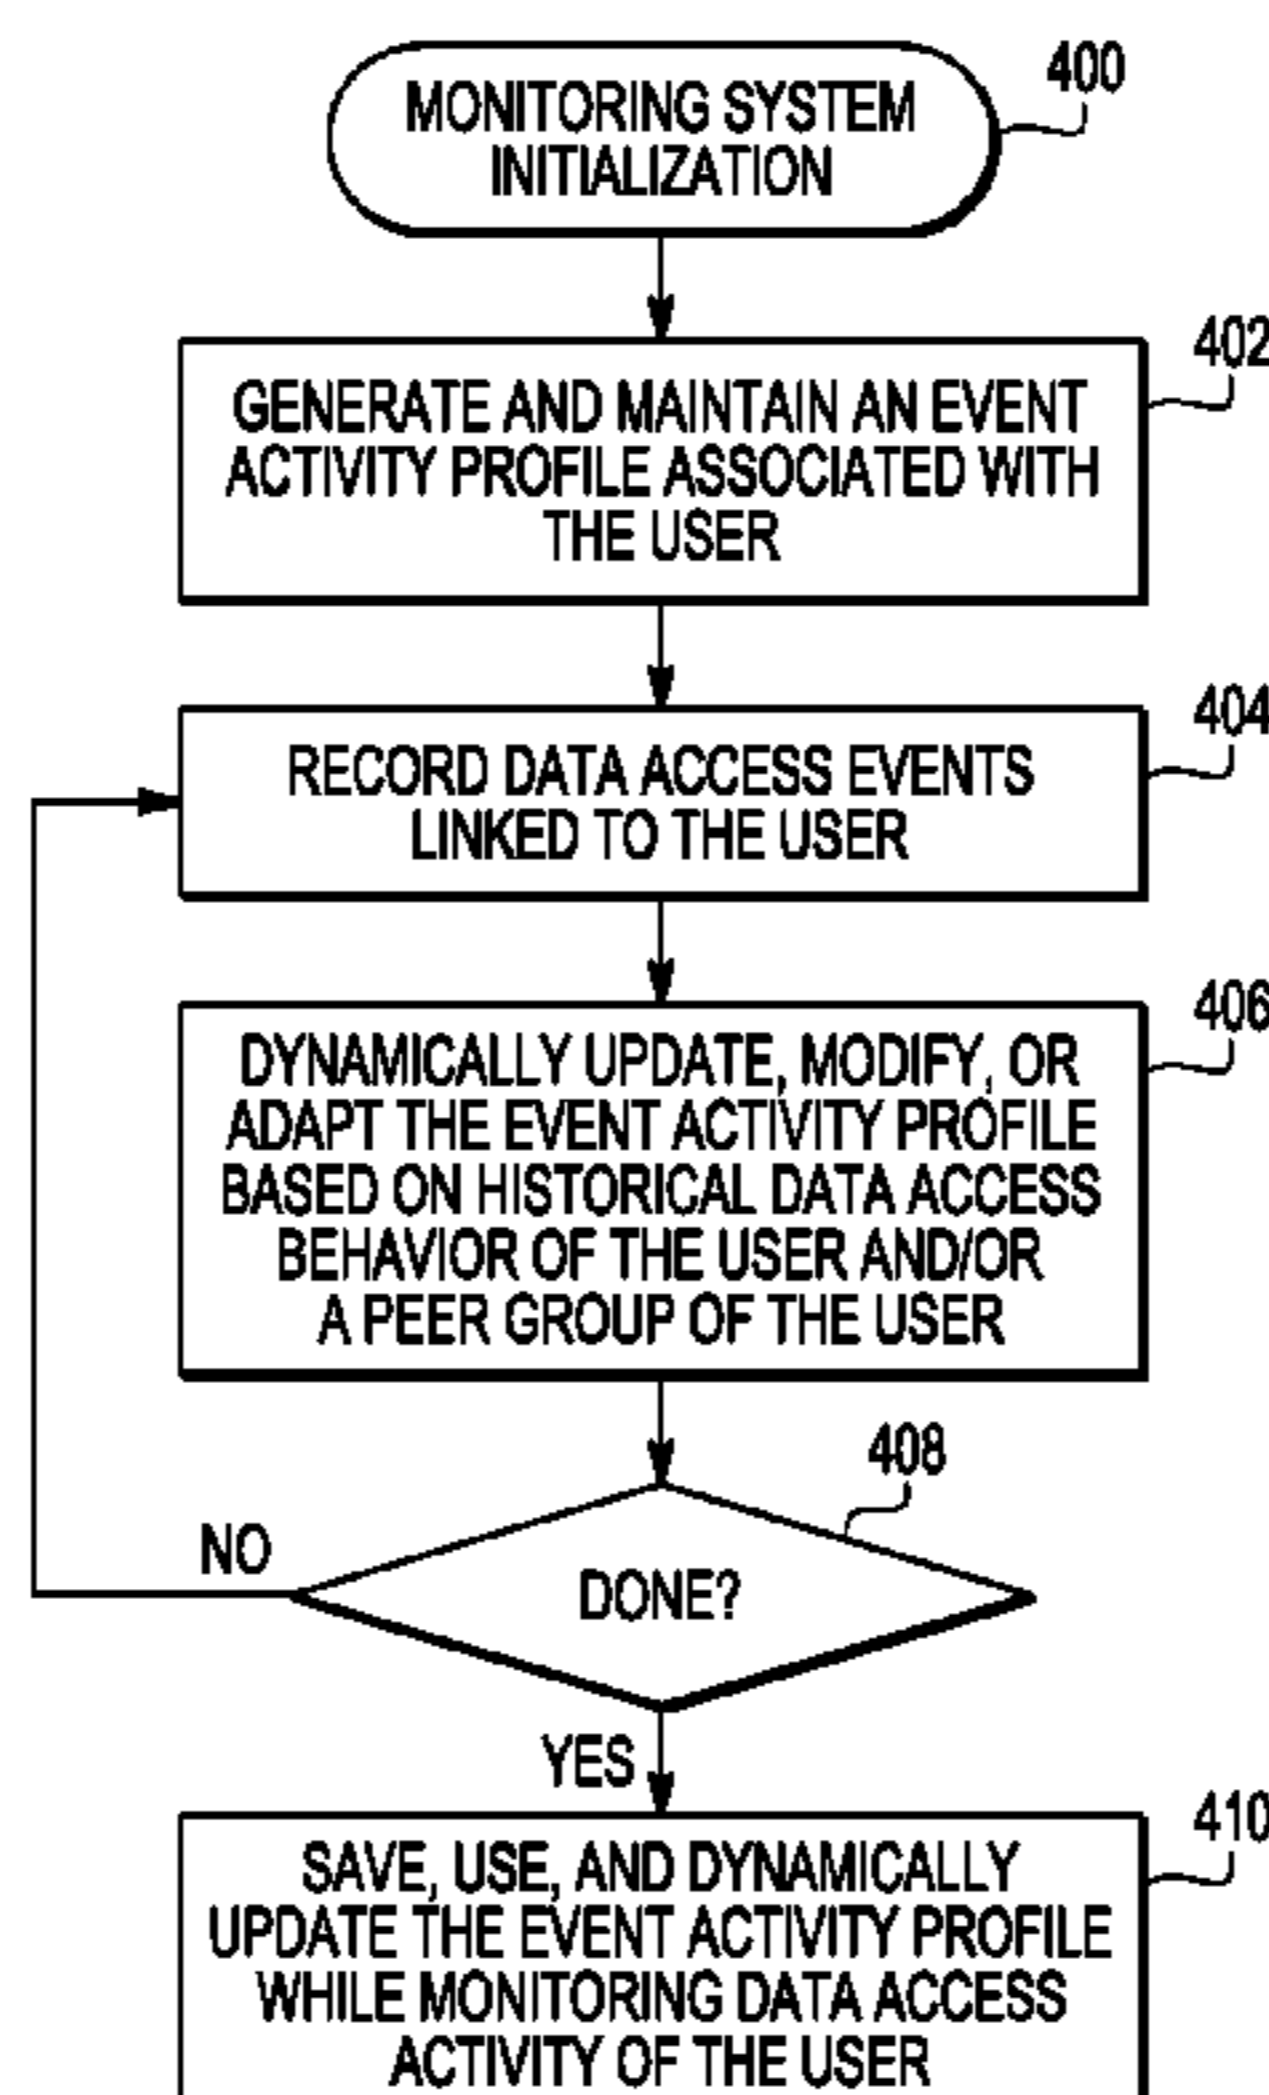 400
MONITORING SYSTEM
INITIALIZATION
402
GENERATE AND MAINTAIN AN EVENT
ACTIVITY PROFILE ASSOCIATED WITH
THE USER
404
RECORD DATA ACCESS EVENTS
LINKED TO THE USER
406
DYNAMICALLY UPDATE, MODIFY, OR
ADAPT THE EVENT ACTIVITY PROFILE
BASED ON HISTORICAL DATA ACCESS
BEHAVIOR OF THE USER AND/OR
A PEER GROUP OF THE USER
408
NO
DONE?
YES
410
SAVE, USE, AND DYNAMICALLY
UPDATE THE EVENT ACTIVITY PROFILE
WHILE MONITORING DATA ACCESS
ACTIVITY OF THE USER